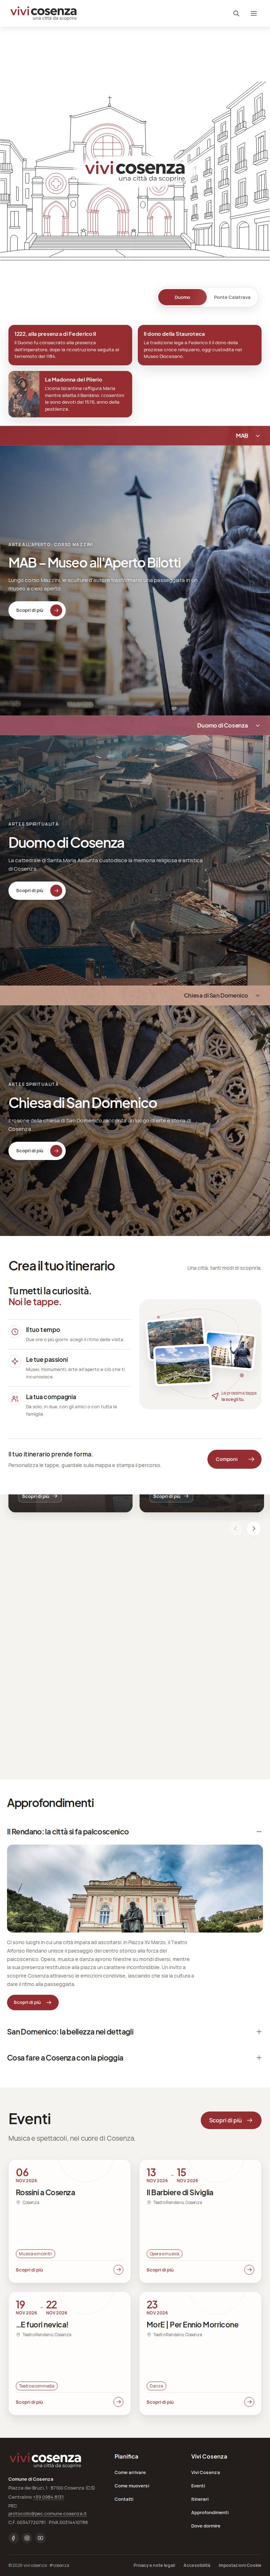 vivicosenza
una città da scoprire
vivicosenza
una città da scoprire
Duomo
Ponte Calatrava
1222, alla presenza di Federico II
Il Duomo fu consacrato alla presenza
dell'imperatore, dopo la ricostruzione seguita al
terremoto del 1184.
Il dono della Stauroteca
La tradizione lega a Federico II il dono della
preziosa croce reliquiario, oggi custodita nel
Museo Diocesano.
La Madonna del Pilerio
L'icona bizantina raffigura Maria
mentre allatta il Bambino. I cosentini
le sono devoti dal 1576, anno della
pestilenza.
MAB
ARTE ALL'APERTO · CORSO MAZZINI
MAB - Museo all'Aperto Bilotti
Lungo corso Mazzini, le sculture d'autore trasformano una passeggiata in un
museo a cielo aperto.
Scopri di più
Duomo di Cosenza
ARTE E SPIRITUALITÀ
Duomo di Cosenza
La cattedrale di Santa Maria Assunta custodisce la memoria religiosa e artistica
di Cosenza.
Scopri di più
Chiesa di San Domenico
ARTE E SPIRITUALITÀ
Chiesa di San Domenico
Il rosone della chiesa di San Domenico racconta un luogo di arte e storia di
Cosenza.
Scopri di più
Crea il tuo itinerario
Una città, tanti modi di scoprirla.
Tu metti la curiosità.
Noi le tappe.
Il tuo tempo
Due ore o più giorni: scegli il ritmo della visita.
Le tue passioni
Musei, monumenti, arte all'aperto e ciò che ti
incuriosisce.
La tua compagnia
Da solo, in due, con gli amici o con tutta la
famiglia.
La prossima tappa
la scegli tu.
Il tuo itinerario prende forma.
Personalizza le tappe, guardale sulla mappa e stampa il percorso.
Componi
Scopri di più
Scopri di più
Approfondimenti
Il Rendano: la città si fa palcoscenico
Ci sono luoghi in cui una città impara ad ascoltarsi. In Piazza XV Marzo, il Teatro
Alfonso Rendano unisce il paesaggio del centro storico alla forza del
palcoscenico. Opera, musica e danza aprono finestre su mondi diversi, mentre
la sua presenza restituisce alla piazza un carattere inconfondibile. Un invito a
scoprire Cosenza attraverso le emozioni condivise, lasciando che sia la cultura a
dare il ritmo alla passeggiata.
Scopri di più
San Domenico: la bellezza nei dettagli
Cosa fare a Cosenza con la pioggia
Eventi
Musica e spettacoli, nel cuore di Cosenza.
Scopri di più
06
NOV 2026
Rossini a Cosenza
Cosenza
Musica e incontri
Scopri di più
13 - 15
NOV 2026 NOV 2026
Il Barbiere di Siviglia
Teatro Rendano, Cosenza
Opera e musica
Scopri di più
19 - 22
NOV 2026 NOV 2026
...E fuori nevica!
Teatro Rendano, Cosenza
Teatro e commedia
Scopri di più
23
NOV 2026
MorE | Per Ennio Morricone
Teatro Rendano, Cosenza
Danza
Scopri di più
vivicosenza
una città da scoprire
Comune di Cosenza
Piazza dei Bruzi, 1 · 87100 Cosenza (CS)
Centralino +39 0984 8131
PEC
protocollo@pec.comune.cosenza.it
C.F. 00347720781 · P.IVA 00314410788
Pianifica
Come arrivare
Come muoversi
Contatti
Vivi Cosenza
Vivi Cosenza
Eventi
Itinerari
Approfondimenti
Dove dormire
© 2026 vivi cosenza · #cosenza
Privacy e note legali
Accessibilità
Impostazioni Cookie